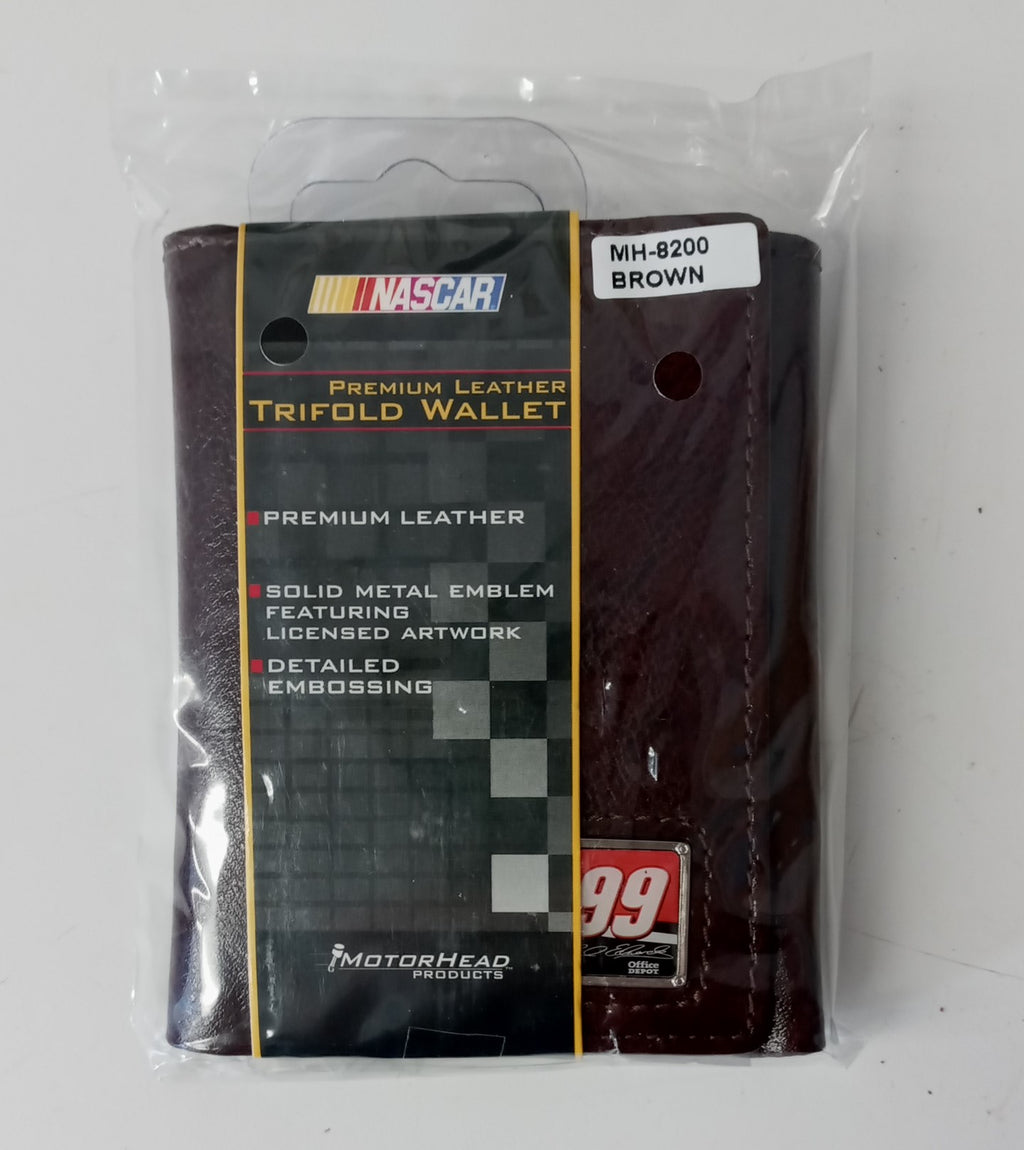 MH-8200
BROWN
NASCAR
PREMIUM LEATHER
TRIFOLD WALLET
PREMIUM LEATHER
SOLID METAL EMBLEM
FEATURING
LICENSED ARTWORK
DETAILED
EMBOSSING
99
Office
DEPOT
MOTORHEAD
PRODUCTS